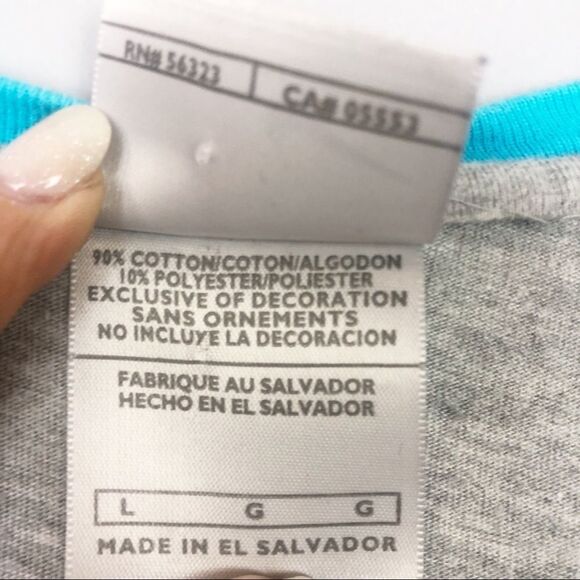 RN# 56323 CA# 05553
90% COTTON/COTON/ALGODON
10% POLYESTER/POLIESTER
EXCLUSIVE OF DECORATION
SANS ORNEMENTS
NO INCLUYE LA DECORACION
FABRIQUE AU SALVADOR
HECHO EN EL SALVADOR
L G G
MADE IN EL SALVADOR